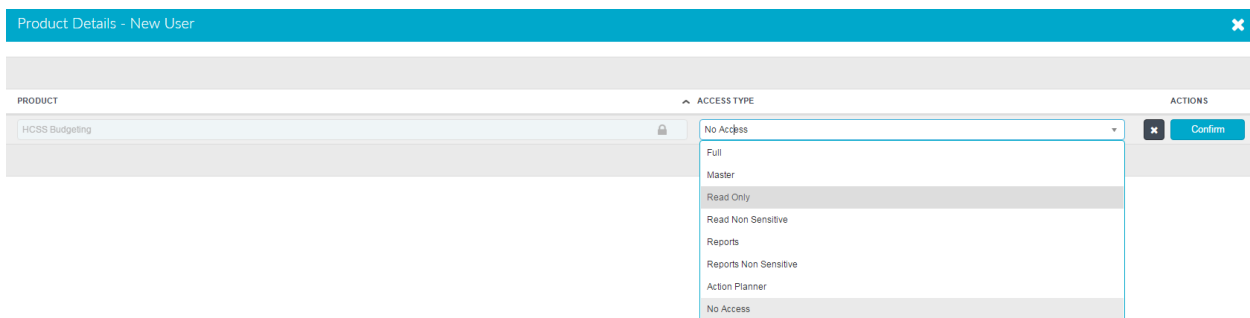 Product Details - New User
PRODUCT ACCESS TYPE ACTIONS
HCSS Budgeting No Access Confirm
Full
Master
Read Only
Read Non Sensitive
Reports
Reports Non Sensitive
Action Planner
No Access